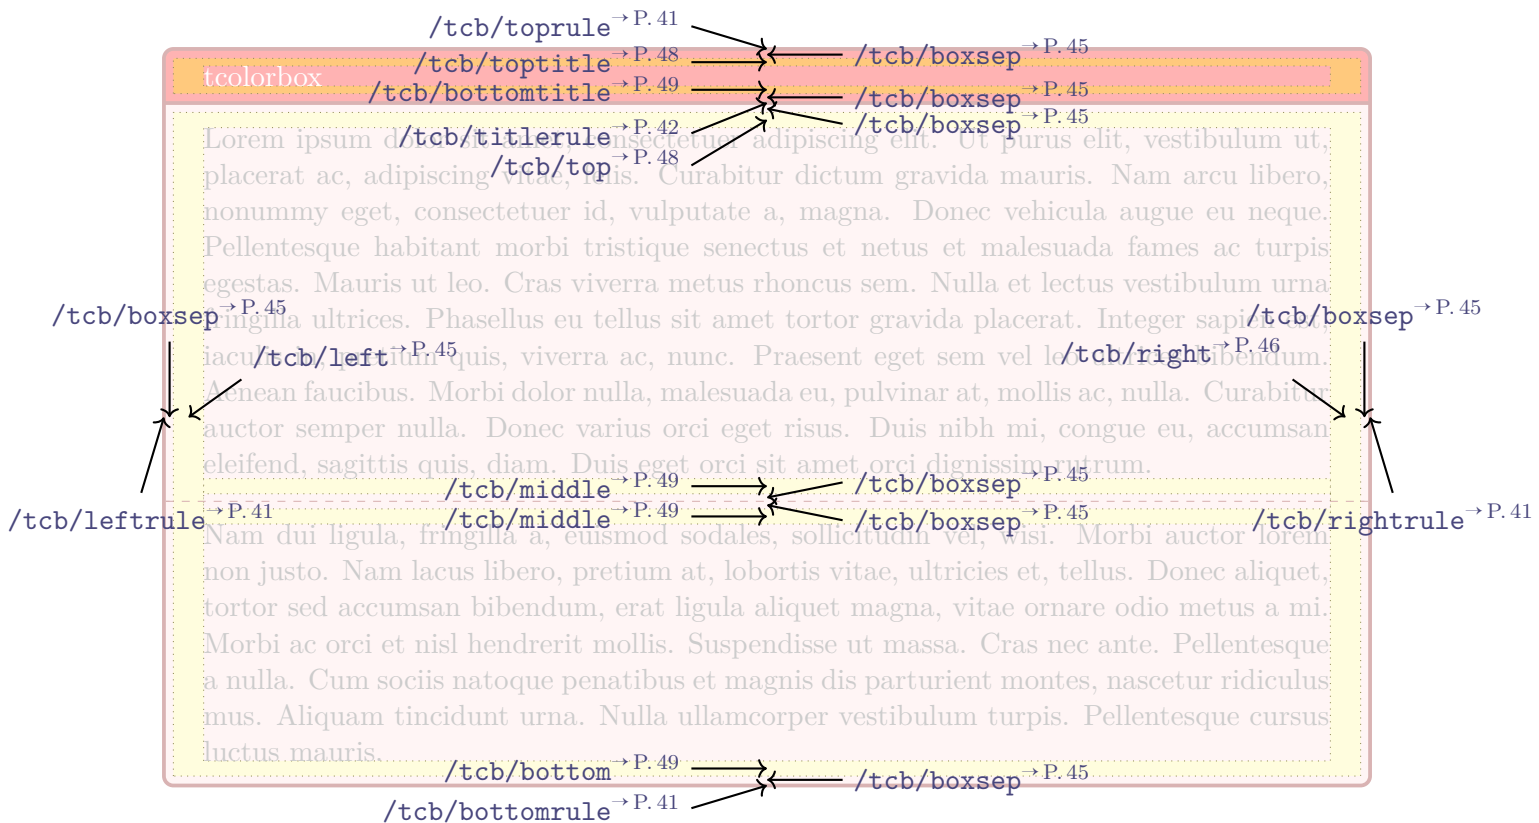 /tcb/toprule→P. 41
/tcb/boxsep→P. 45
/tcb/toptitle→P. 48
tcolorbox
/tcb/bottomtitle→P. 49
/tcb/boxsep→P. 45
/tcb/boxsep→P. 45
/tcb/titlerule→P. 42
Lorem ipsum dolor sit amet, consectetuer adipiscing elit. Ut purus elit, vestibulum ut,
/tcb/top→P. 48
placerat ac, adipiscing vitae, felis. Curabitur dictum gravida mauris. Nam arcu libero,
nonummy eget, consectetuer id, vulputate a, magna. Donec vehicula augue eu neque.
Pellentesque habitant morbi tristique senectus et netus et malesuada fames ac turpis
egestas. Mauris ut leo. Cras viverra metus rhoncus sem. Nulla et lectus vestibulum urna
/tcb/boxsep→P. 45
/tcb/boxsep→P. 45
fringilla ultrices. Phasellus eu tellus sit amet tortor gravida placerat. Integer sapien
/tcb/left→P. 45
/tcb/right→P. 46
iaculis quis, viverra ac, nunc. Praesent eget sem vel leo ultrices bibendum.
Aenean faucibus. Morbi dolor nulla, malesuada eu, pulvinar at, mollis ac, nulla. Curabitur
auctor semper nulla. Donec varius orci eget risus. Duis nibh mi, congue eu, accumsan
eleifend, sagittis quis, diam. Duis eget orci sit amet orci dignissim rutrum.
/tcb/middle→P. 49
/tcb/boxsep→P. 45
/tcb/leftrule→P. 41
/tcb/middle→P. 49
/tcb/boxsep→P. 45
/tcb/rightrule→P. 41
Nam dui ligula, fringilla a, euismod sodales, sollicitudin vel, wisi. Morbi auctor lorem
non justo. Nam lacus libero, pretium at, lobortis vitae, ultricies et, tellus. Donec aliquet,
tortor sed accumsan bibendum, erat ligula aliquet magna, vitae ornare odio metus a mi.
Morbi ac orci et nisl hendrerit mollis. Suspendisse ut massa. Cras nec ante. Pellentesque
a nulla. Cum sociis natoque penatibus et magnis dis parturient montes, nascetur ridiculus
mus. Aliquam tincidunt urna. Nulla ullamcorper vestibulum turpis. Pellentesque cursus
luctus mauris.
/tcb/bottom→P. 49
/tcb/boxsep→P. 45
/tcb/bottomrule→P. 41